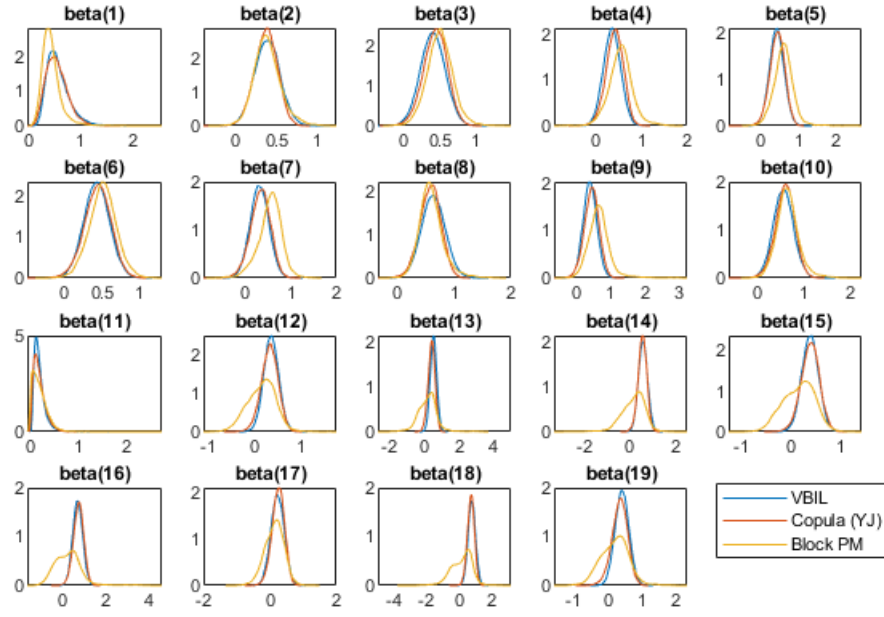 beta(1) beta(2) beta(3) beta(4) beta(5)
2 1 0 2 1 0 2 1 0 2 1 0 2 1 0
0 1 2 0 0.5 1 0 0.5 1 0 1 2 0 1 2
beta(6) beta(7) beta(8) beta(9) beta(10)
2 1 0 2 1 0 2 1 0 2 1 0 2 1 0
0 0.5 1 0 1 2 0 1 2 0 1 2 3 0 1 2
beta(11) beta(12) beta(13) beta(14) beta(15)
5 0 2 1 0 2 1 0 2 1 0 2 1 0
0 1 2 -1 0 1 -2 0 2 4 -2 0 2 -1 0 1
beta(16) beta(17) beta(18) beta(19)
2 1 0 2 1 0 2 1 0 2 1 0
0 2 4 -2 0 2 -4 -2 0 2 -1 0 1 2
VBIL
Copula (YJ)
Block PM